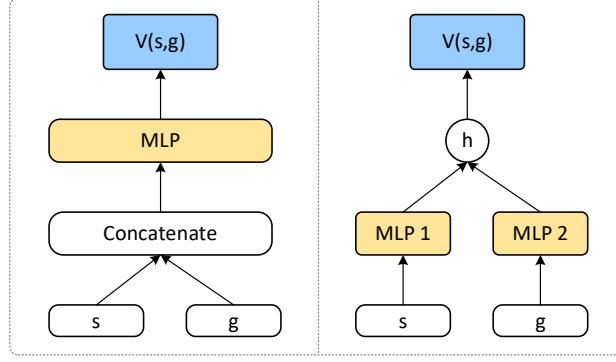 V(s,g)
MLP
Concatenate
s
g
V(s,g)
h
MLP 1
MLP 2
s
g